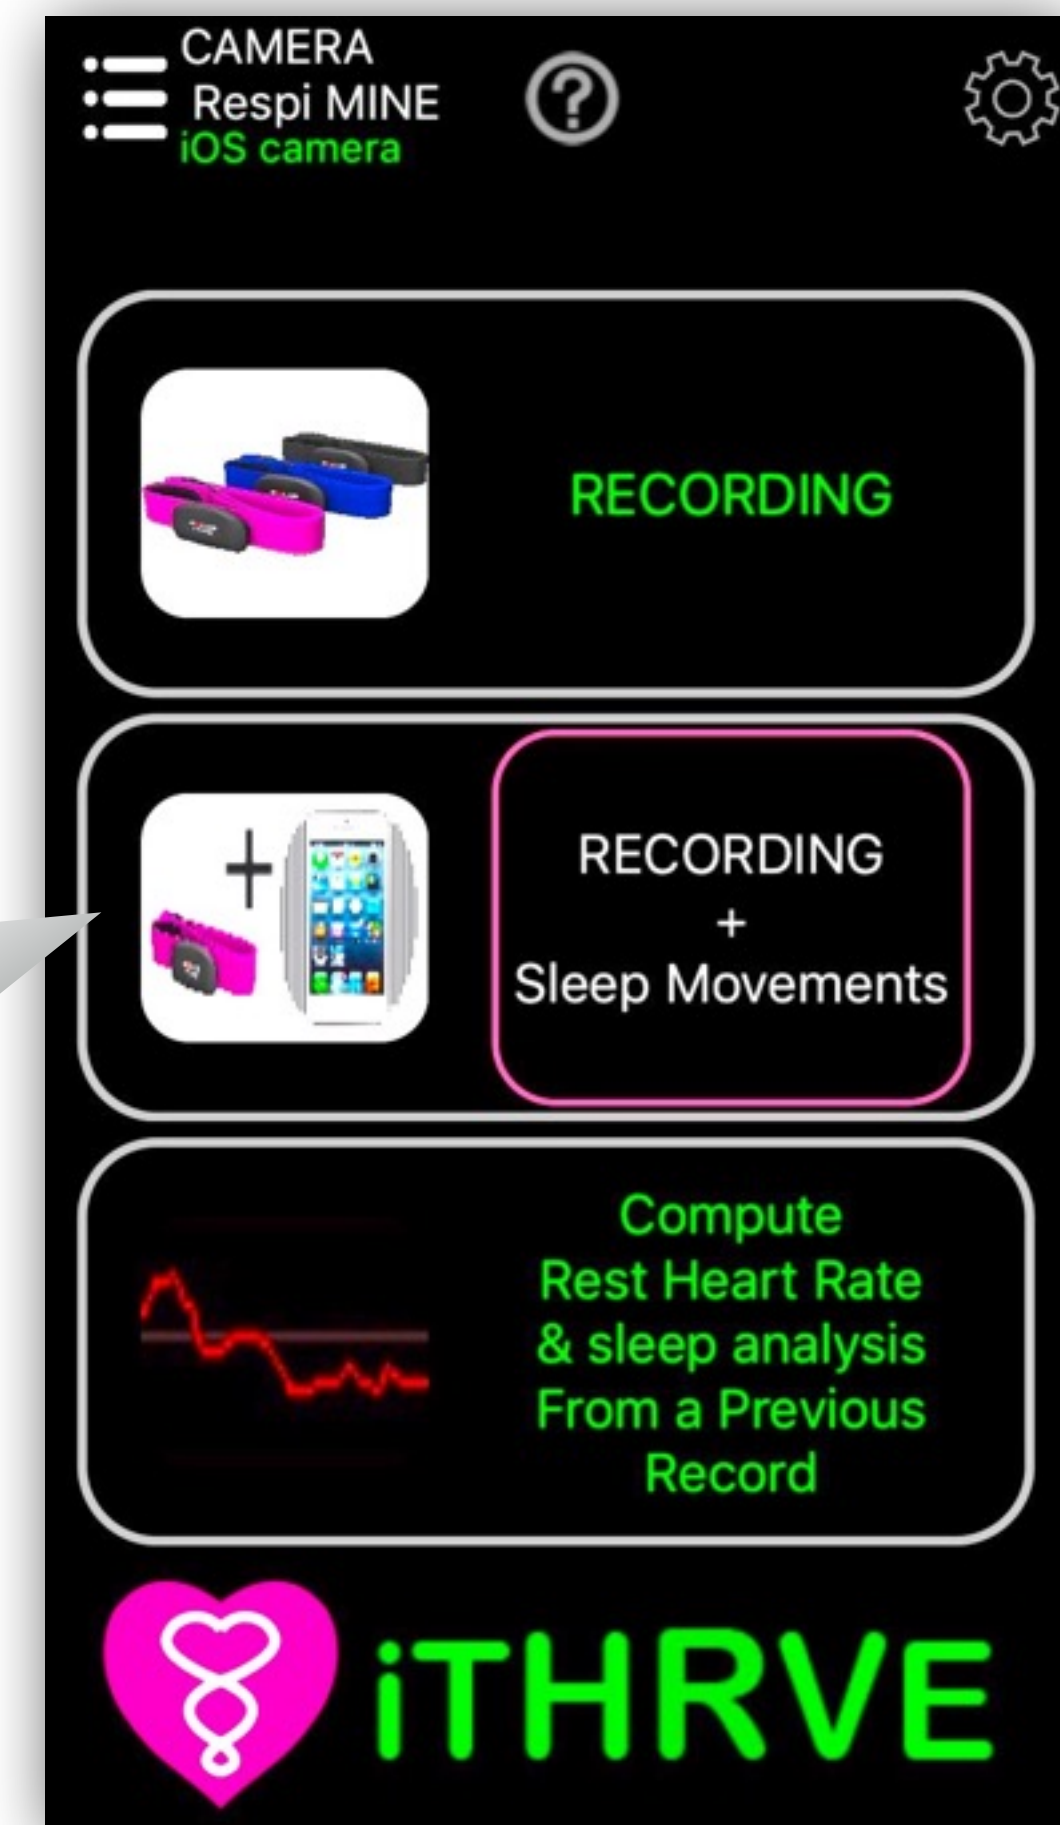 CAMERA
Respi MINE
iOS camera
?
RECORDING
+
RECORDING
+
Sleep Movements
Compute
Rest Heart Rate
& sleep analysis
From a Previous
Record
iTHRVE